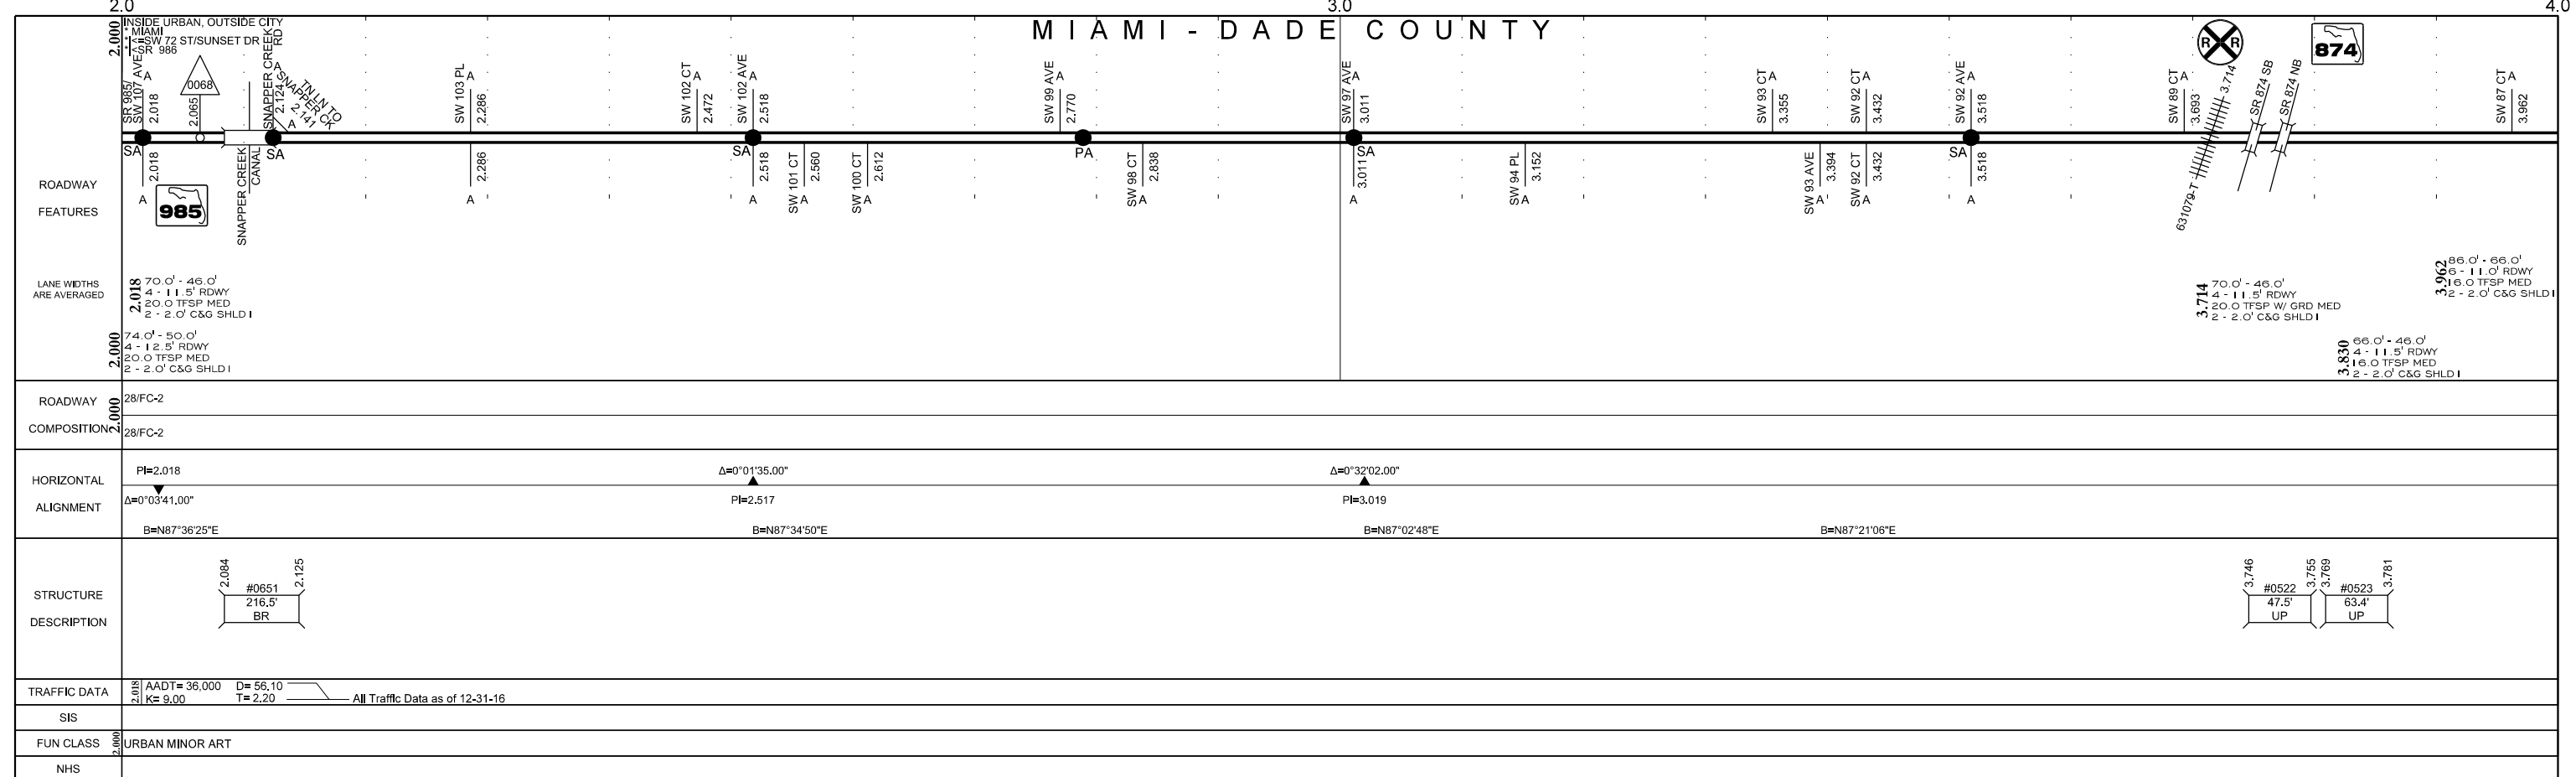 2.0
3.0
4.0
MIAMI-DADE COUNTY
2.000
INSIDE URBAN, OUTSIDE CITY
* MIAMI
* <=SW 72 ST/SUNSET DR
* <SR 986
SR 985/
SW 107 AVE
A
2.018
0068
2.065
SNAPPER CREEK
RD
A
2.124
TN LN TO
SNAPPER CK
2.141
A
SW 103 PL
A
2.286
SW 102 CT
A
2.472
SW 102 AVE
A
2.518
SW 99 AVE
A
2.770
SW 97 AVE
A
3.011
SW 93 CT
A
3.355
SW 92 CT
A
3.432
SW 92 AVE
A
3.518
SW 89 CT
A
3.693
R R
3.714
SR 874 SB
SR 874 NB
874
SW 87 CT
A
3.962
SA
SA
SA
PA
SA
SA
ROADWAY
FEATURES
2.018
A
985
SNAPPER CREEK
CANAL
2.286
A
2.518
A
SW 101 CT
2.560
A
SW 100 CT
2.612
A
SW 98 CT
2.838
A
3.011
A
SW 94 PL
3.152
A
SW 93 AVE
3.394
A
SW 92 CT
3.432
A
3.518
A
631079-T
LANE WIDTHS
ARE AVERAGED
2.018
70.0' - 46.0'
4 - 11.5' RDWY
20.0 TFSP MED
2 - 2.0' C&G SHLD I
2.000
74.0' - 50.0'
4 - 12.5' RDWY
20.0 TFSP MED
2 - 2.0' C&G SHLD I
3.714
70.0' - 46.0'
4 - 11.5' RDWY
20.0 TFSP W/ GRD MED
2 - 2.0' C&G SHLD I
3.830
66.0' - 46.0'
4 - 11.5' RDWY
16.0 TFSP MED
2 - 2.0' C&G SHLD I
3.962
86.0' - 66.0'
6 - 11.0' RDWY
16.0 TFSP MED
2 - 2.0' C&G SHLD I
ROADWAY
COMPOSITION
2.000
28/FC-2
28/FC-2
HORIZONTAL
ALIGNMENT
PI=2.018
Δ=0°03'41.00"
B=N87°36'25"E
Δ=0°01'35.00"
PI=2.517
B=N87°34'50"E
Δ=0°32'02.00"
PI=3.019
B=N87°02'48"E
B=N87°21'06"E
STRUCTURE
DESCRIPTION
2.084
2.125
#0651
216.5'
BR
3.746
3.755
#0522
47.5'
UP
3.769
3.781
#0523
63.4'
UP
TRAFFIC DATA
2.018
AADT= 36,000 D= 56.10
K= 9.00 T= 2.20
All Traffic Data as of 12-31-16
SIS
FUN CLASS
2.000
URBAN MINOR ART
NHS